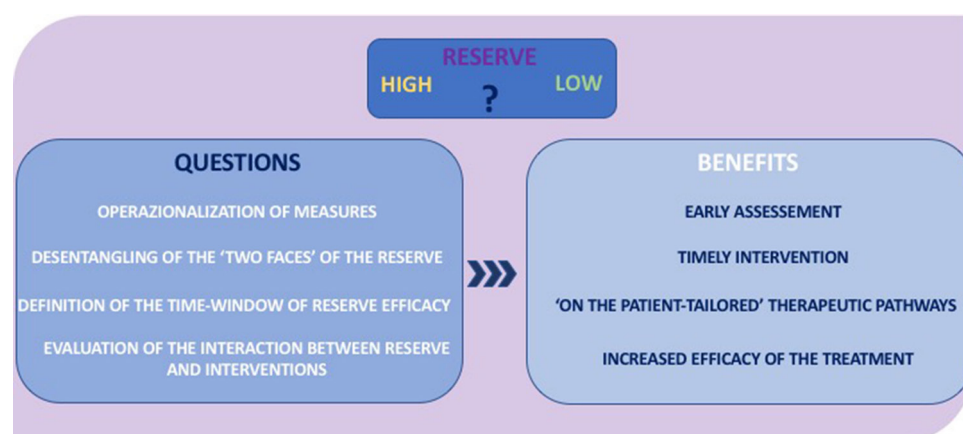 RESERVE
HIGH
LOW
?
QUESTIONS
OPERAZIONALIZATION OF MEASURES
DESENTANGLING OF THE ‘TWO FACES’ OF THE RESERVE
DEFINITION OF THE TIME-WINDOW OF RESERVE EFFICACY
EVALUATION OF THE INTERACTION BETWEEN RESERVE
AND INTERVENTIONS
BENEFITS
EARLY ASSESSEMENT
TIMELY INTERVENTION
‘ON THE PATIENT-TAILORED’ THERAPEUTIC PATHWAYS
INCREASED EFFICACY OF THE TREATMENT